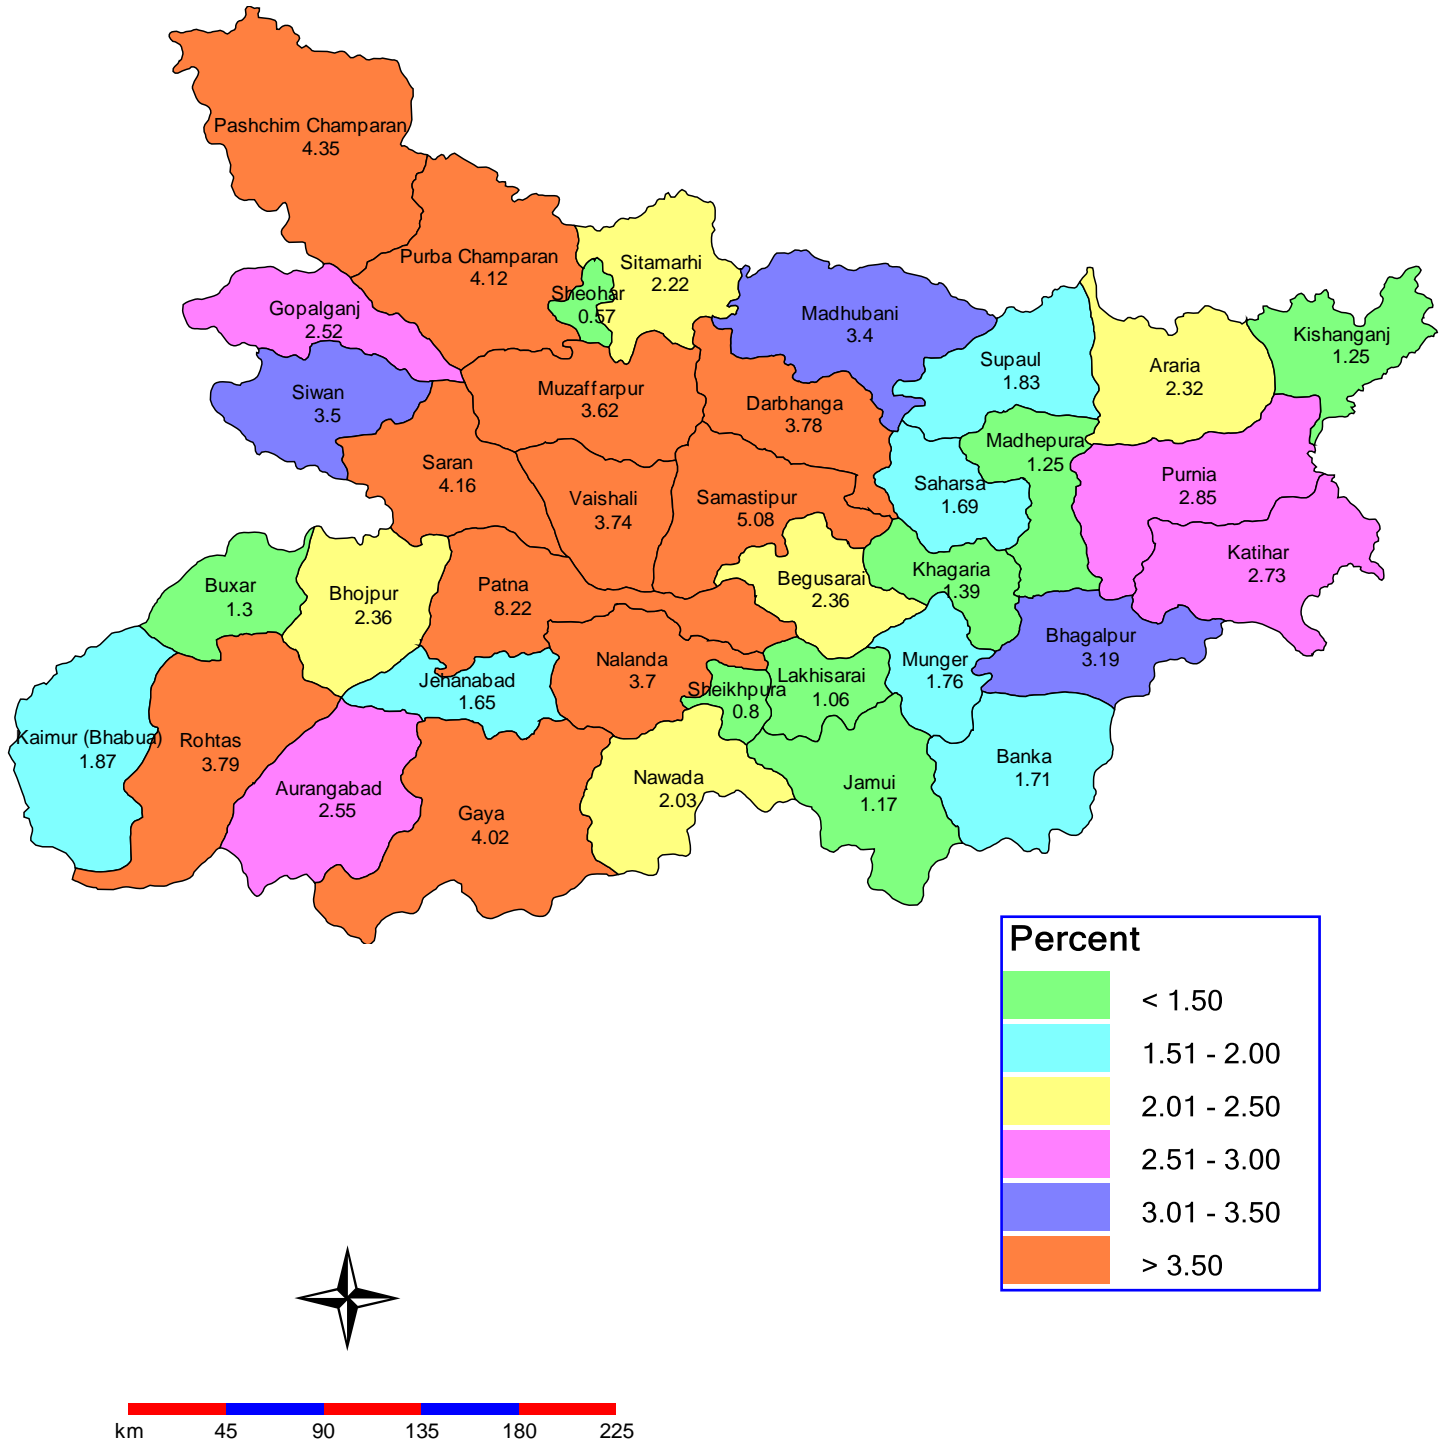 Pashchim Champaran
4.35
Purba Champaran
4.12
Sitamarhi
2.22
Sheohar
0.57
Gopalganj
2.52
Madhubani
3.4
Kishanganj
1.25
Supaul
1.83
Araria
2.32
Siwan
3.5
Muzaffarpur
3.62
Darbhanga
3.78
Madhepura
1.25
Saran
4.16
Purnia
2.85
Saharsa
1.69
Vaishali
3.74
Samastipur
5.08
Katihar
2.73
Khagaria
1.39
Begusarai
2.36
Buxar
1.3
Bhojpur
2.36
Patna
8.22
Bhagalpur
3.19
Nalanda
3.7
Munger
1.76
Jehanabad
1.65
Sheikhpura
0.8
Lakhisarai
1.06
Kaimur (Bhabua)
1.87
Rohtas
3.79
Banka
1.71
Nawada
2.03
Jamui
1.17
Aurangabad
2.55
Gaya
4.02
Percent
< 1.50
1.51 - 2.00
2.01 - 2.50
2.51 - 3.00
3.01 - 3.50
> 3.50
km 45 90 135 180 225